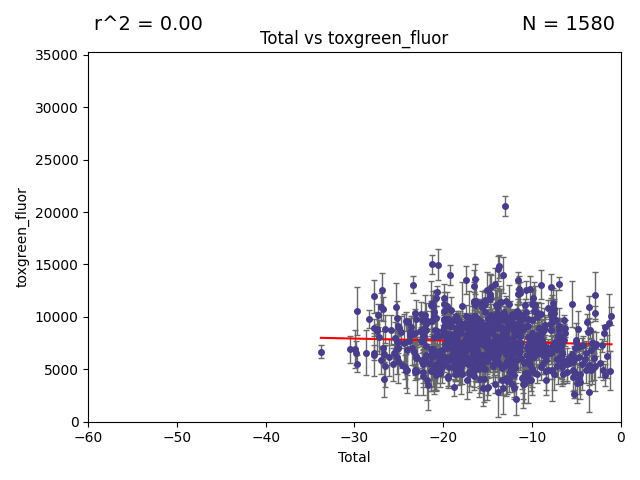 r^2 = 0.00
N = 1580
Total vs toxgreen_fluor
35000
30000
25000
20000
15000
10000
5000
0
toxgreen_fluor
−60 −50 −40 −30 −20 −10 0
Total